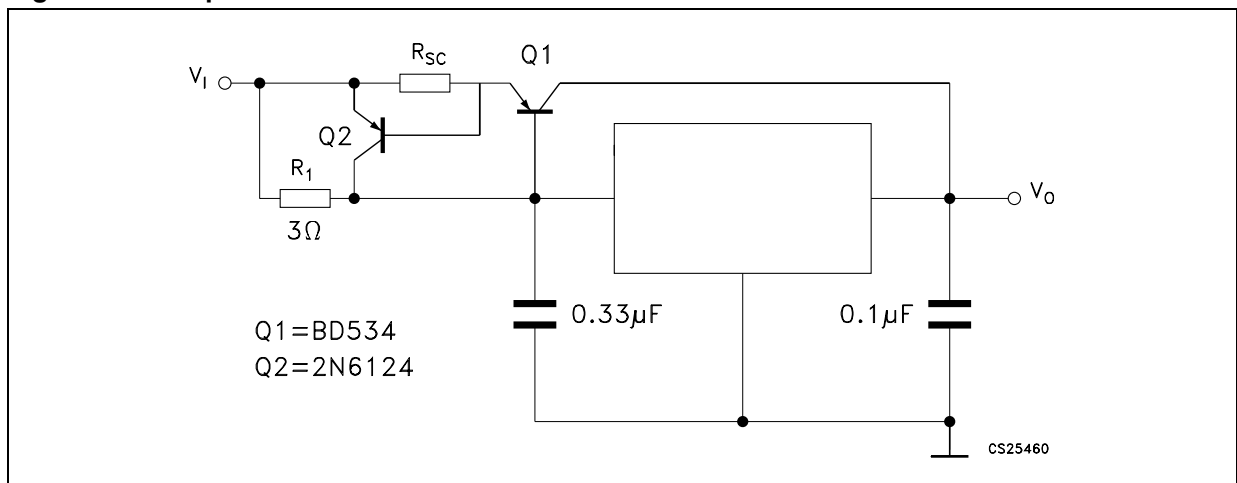 R_SC
Q1
V_I
Q2
R_1
3Ω
V_O
0.33µF
0.1µF
Q1=BD534
Q2=2N6124
CS25460